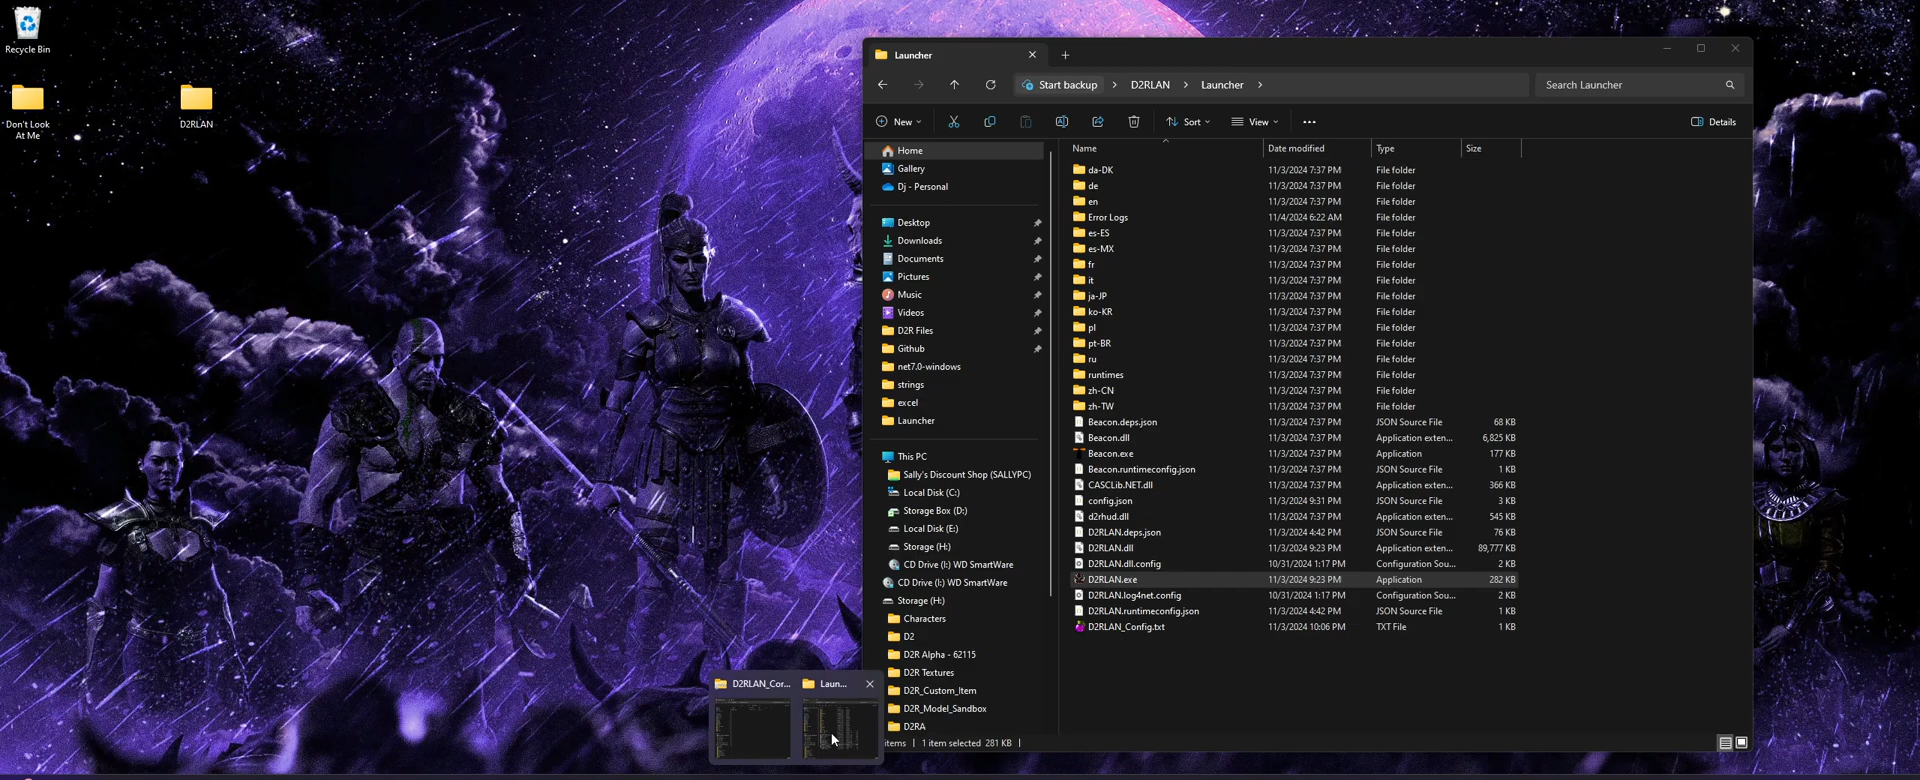 Recycle Bin
Don't Look
At Me
D2RLAN
Launcher
Start backup
D2RLAN
Launcher
Search Launcher
New
Sort
View
Details
Home
Gallery
Dj - Personal
Desktop
Downloads
Documents
Pictures
Music
Videos
D2R Files
Github
net7.0-windows
strings
excel
Launcher
This PC
Sally's Discount Shop (SALLYPC)
Local Disk (C:)
Storage Box (D:)
Local Disk (E:)
Storage (H:)
CD Drive (I:) WD SmartWare
CD Drive (I:) WD SmartWare
Storage (H:)
Characters
D2
D2R Alpha - 62115
D2R Textures
D2R_Custom_Item
D2R_Model_Sandbox
D2RA
Name Date modified Type Size
da-DK 11/3/2024 7:37 PM File folder
de 11/3/2024 7:37 PM File folder
en 11/3/2024 7:37 PM File folder
Error Logs 11/4/2024 6:22 AM File folder
es-ES 11/3/2024 7:37 PM File folder
es-MX 11/3/2024 7:37 PM File folder
fr 11/3/2024 7:37 PM File folder
it 11/3/2024 7:37 PM File folder
ja-JP 11/3/2024 7:37 PM File folder
ko-KR 11/3/2024 7:37 PM File folder
pl 11/3/2024 7:37 PM File folder
pt-BR 11/3/2024 7:37 PM File folder
ru 11/3/2024 7:37 PM File folder
runtimes 11/3/2024 7:37 PM File folder
zh-CN 11/3/2024 7:37 PM File folder
zh-TW 11/3/2024 7:37 PM File folder
Beacon.deps.json 11/3/2024 7:37 PM JSON Source File 68 KB
Beacon.dll 11/3/2024 7:37 PM Application exten... 6,825 KB
Beacon.exe 11/3/2024 7:37 PM Application 177 KB
Beacon.runtimeconfig.json 11/3/2024 7:37 PM JSON Source File 1 KB
CASCLib.NET.dll 11/3/2024 7:37 PM Application exten... 366 KB
config.json 11/3/2024 9:31 PM JSON Source File 3 KB
d2rhud.dll 11/3/2024 7:37 PM Application exten... 545 KB
D2RLAN.deps.json 11/3/2024 4:42 PM JSON Source File 76 KB
D2RLAN.dll 11/3/2024 9:23 PM Application exten... 89,777 KB
D2RLAN.dll.config 10/31/2024 1:17 PM Configuration Sou... 2 KB
D2RLAN.exe 11/3/2024 9:23 PM Application 282 KB
D2RLAN.log4net.config 10/31/2024 1:17 PM Configuration Sou... 2 KB
D2RLAN.runtimeconfig.json 11/3/2024 4:42 PM JSON Source File 1 KB
D2RLAN_Config.txt 11/3/2024 10:06 PM TXT File 1 KB
items 1 item selected 281 KB
D2RLAN_Cor... Laun...